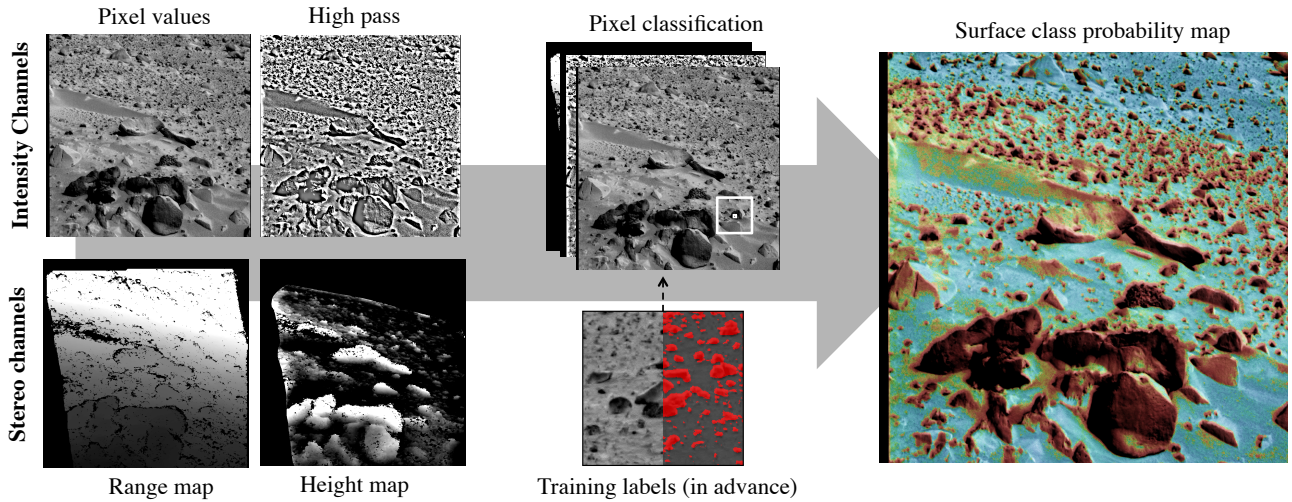 Pixel values
High pass
Pixel classification
Surface class probability map
Intensity Channels
Stereo channels
Range map
Height map
Training labels (in advance)